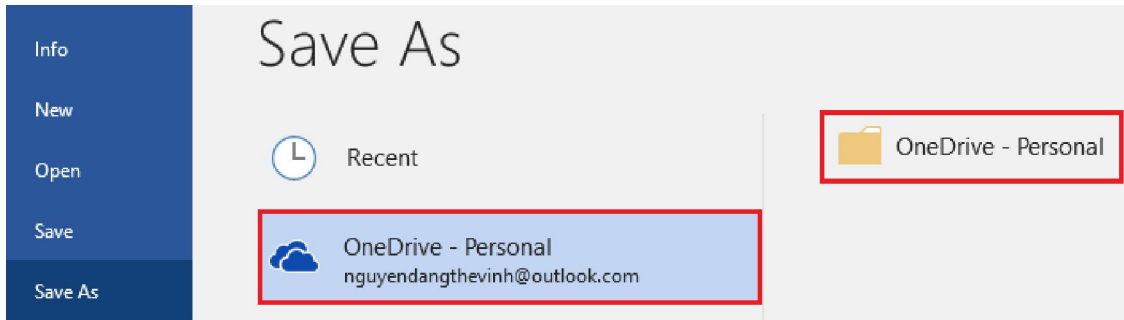 Info
New
Open
Save
Save As
Save As
Recent
OneDrive - Personal
nguyendangthevinh@outlook.com
OneDrive - Personal